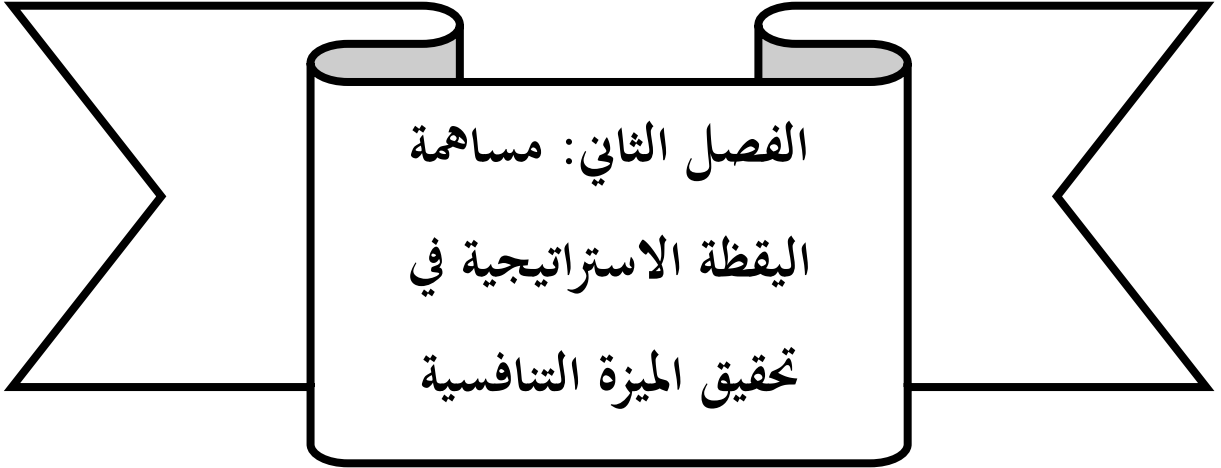 الفصل الثاني: مساهمة
اليقظة الاستراتيجية في
تحقيق الميزة التنافسية